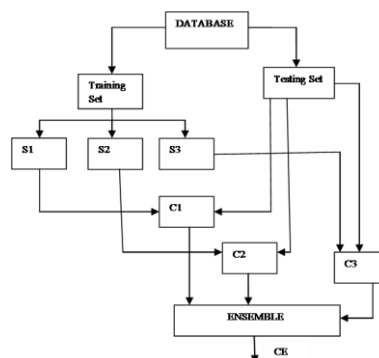 DATABASE
Training
Set
Testing Set
S1
S2
S3
C1
C2
C3
ENSEMBLE
CE